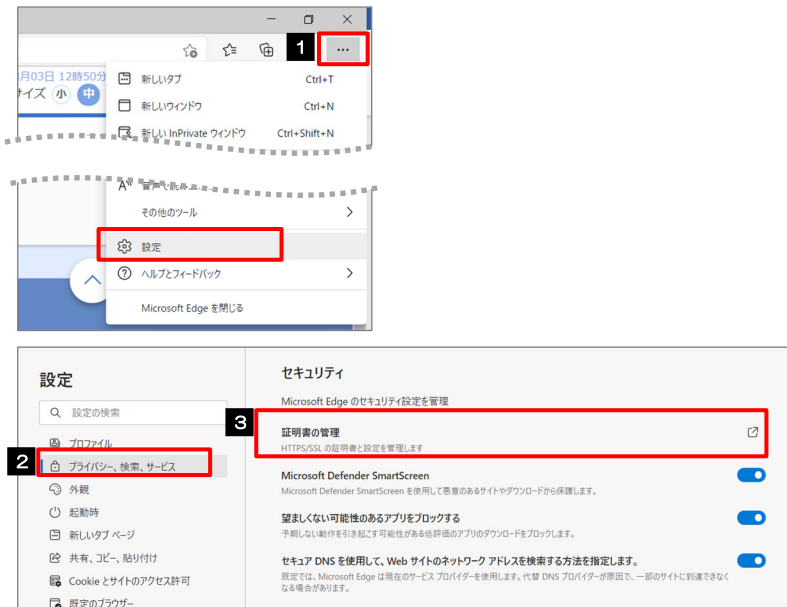 1
…
月03日 12時50分
サイズ 小 中
新しいタブ Ctrl+T
新しいウィンドウ Ctrl+N
新しい InPrivate ウィンドウ Ctrl+Shift+N
その他のツール
設定
ヘルプとフィードバック
Microsoft Edge を閉じる
設定
設定の検索
プロファイル
2
プライバシー、検索、サービス
外観
起動時
新しいタブ ページ
共有、コピー、貼り付け
Cookie とサイトのアクセス許可
既定のブラウザー
セキュリティ
Microsoft Edge のセキュリティ設定を管理
3
証明書の管理
HTTPS/SSL の証明書と設定を管理します
Microsoft Defender SmartScreen
Microsoft Defender SmartScreen を使用して悪意のあるサイトやダウンロードから保護します。
望ましくない可能性のあるアプリをブロックする
予期しない動作を引き起こす可能性がある低評価のアプリのダウンロードをブロックします。
セキュア DNS を使用して、Web サイトのネットワーク アドレスを検索する方法を指定します。
既定では、Microsoft Edge は現在のサービス プロバイダーを使用します。代替 DNS プロバイダーが原因で、一部のサイトに到達できなく
なる場合があります。